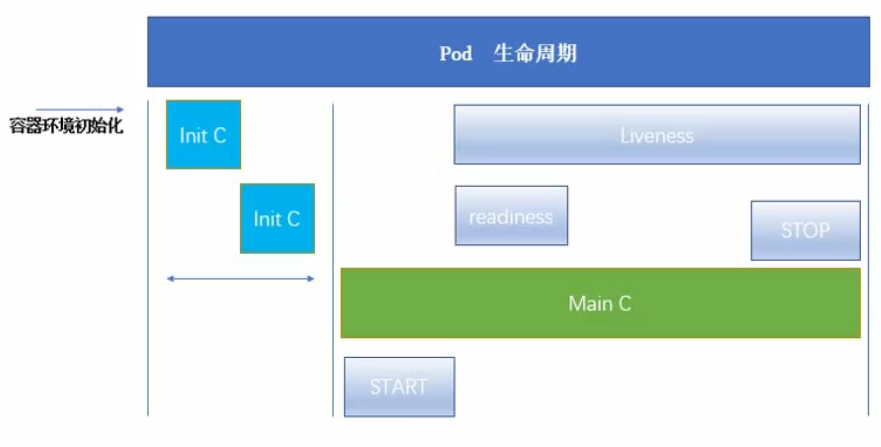 Pod 生命周期
容器环境初始化
Init C
Liveness
Init C
readiness
STOP
Main C
START